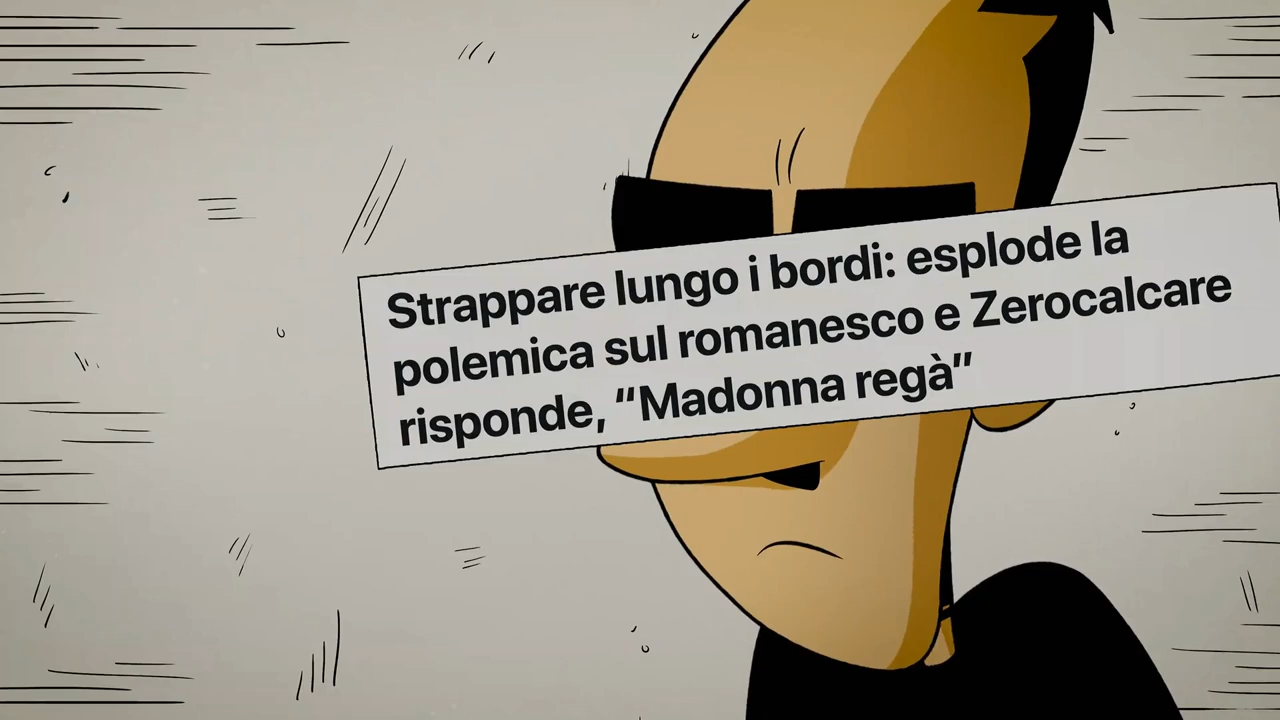 Strappare lungo i bordi: esplode la
polemica sul romanesco e Zerocalcare
risponde, “Madonna regà”